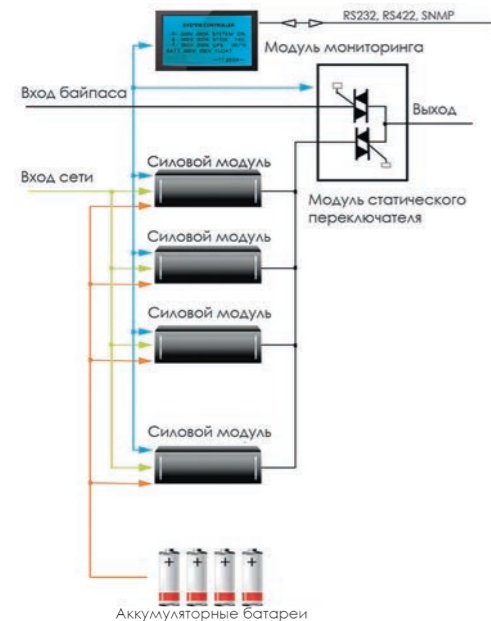 RS232, RS422, SNMP
SYSTEM CONTROLLER
Модуль мониторинга
Вход байпаса
Выход
Силовой модуль
Вход сети
Модуль статического
переключателя
Силовой модуль
Силовой модуль
Силовой модуль
Аккумуляторные батареи